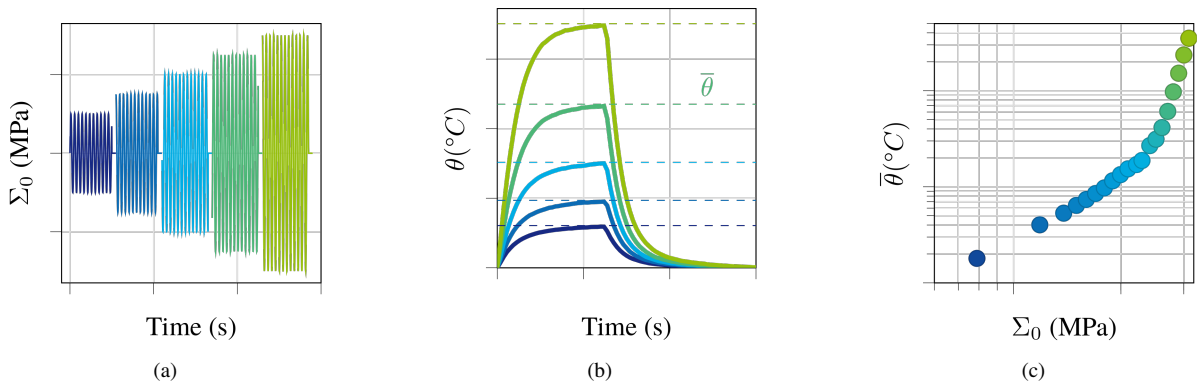 Σ₀ (MPa)
Time (s)
(a)
θ(°C)
θ̅
Time (s)
(b)
θ̅(°C)
Σ₀ (MPa)
(c)